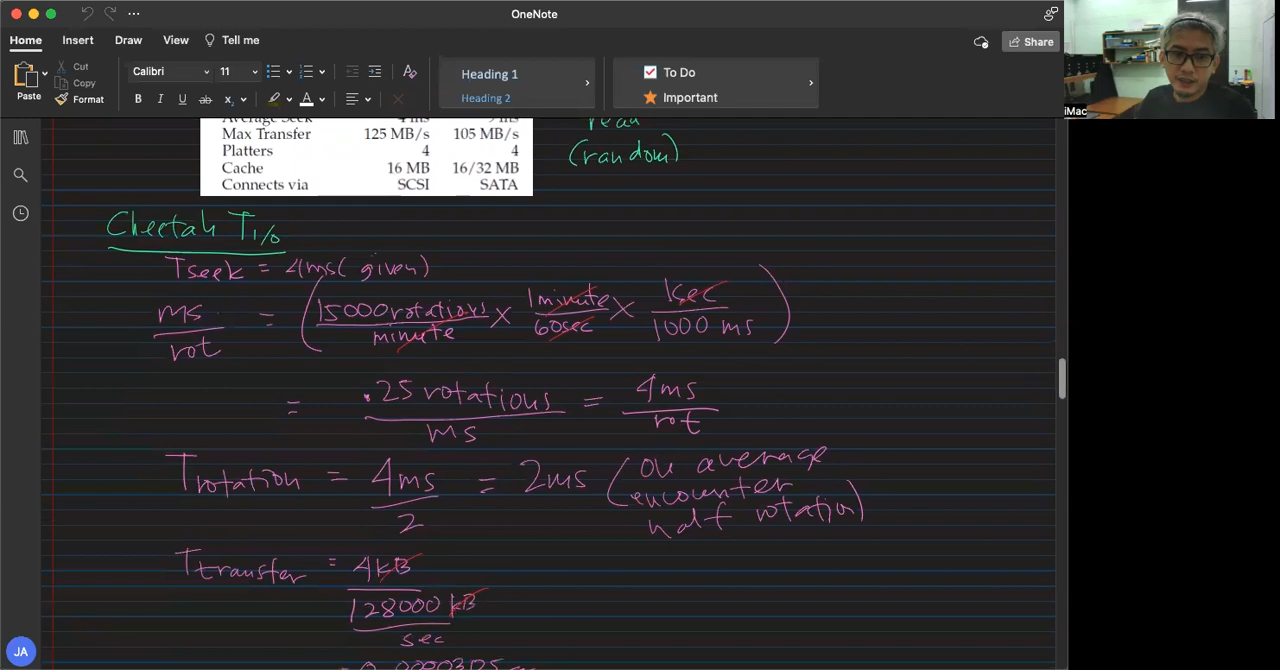 OneNote
Home Insert Draw View Tell me
Share
Paste
Cut
Copy
Format
Calibri 11
B I U ab x A
Heading 1
Heading 2
To Do
Important
iMac
Max Transfer 125 MB/s 105 MB/s
Platters 4 4
Cache 16 MB 16/32 MB
Connects via SCSI SATA
read
(random)
Cheetah T I/O
Tseek = 4ms (given)
ms/rot = (15000 rotations/minute X 1 minute/60 sec X 1 sec/1000 ms)
= .25 rotations/ms = 4ms/rot
Trotation = 4ms/2 = 2ms (on average
encounter
half rotation)
Ttransfer = 4kB
128000 kB
sec
JA